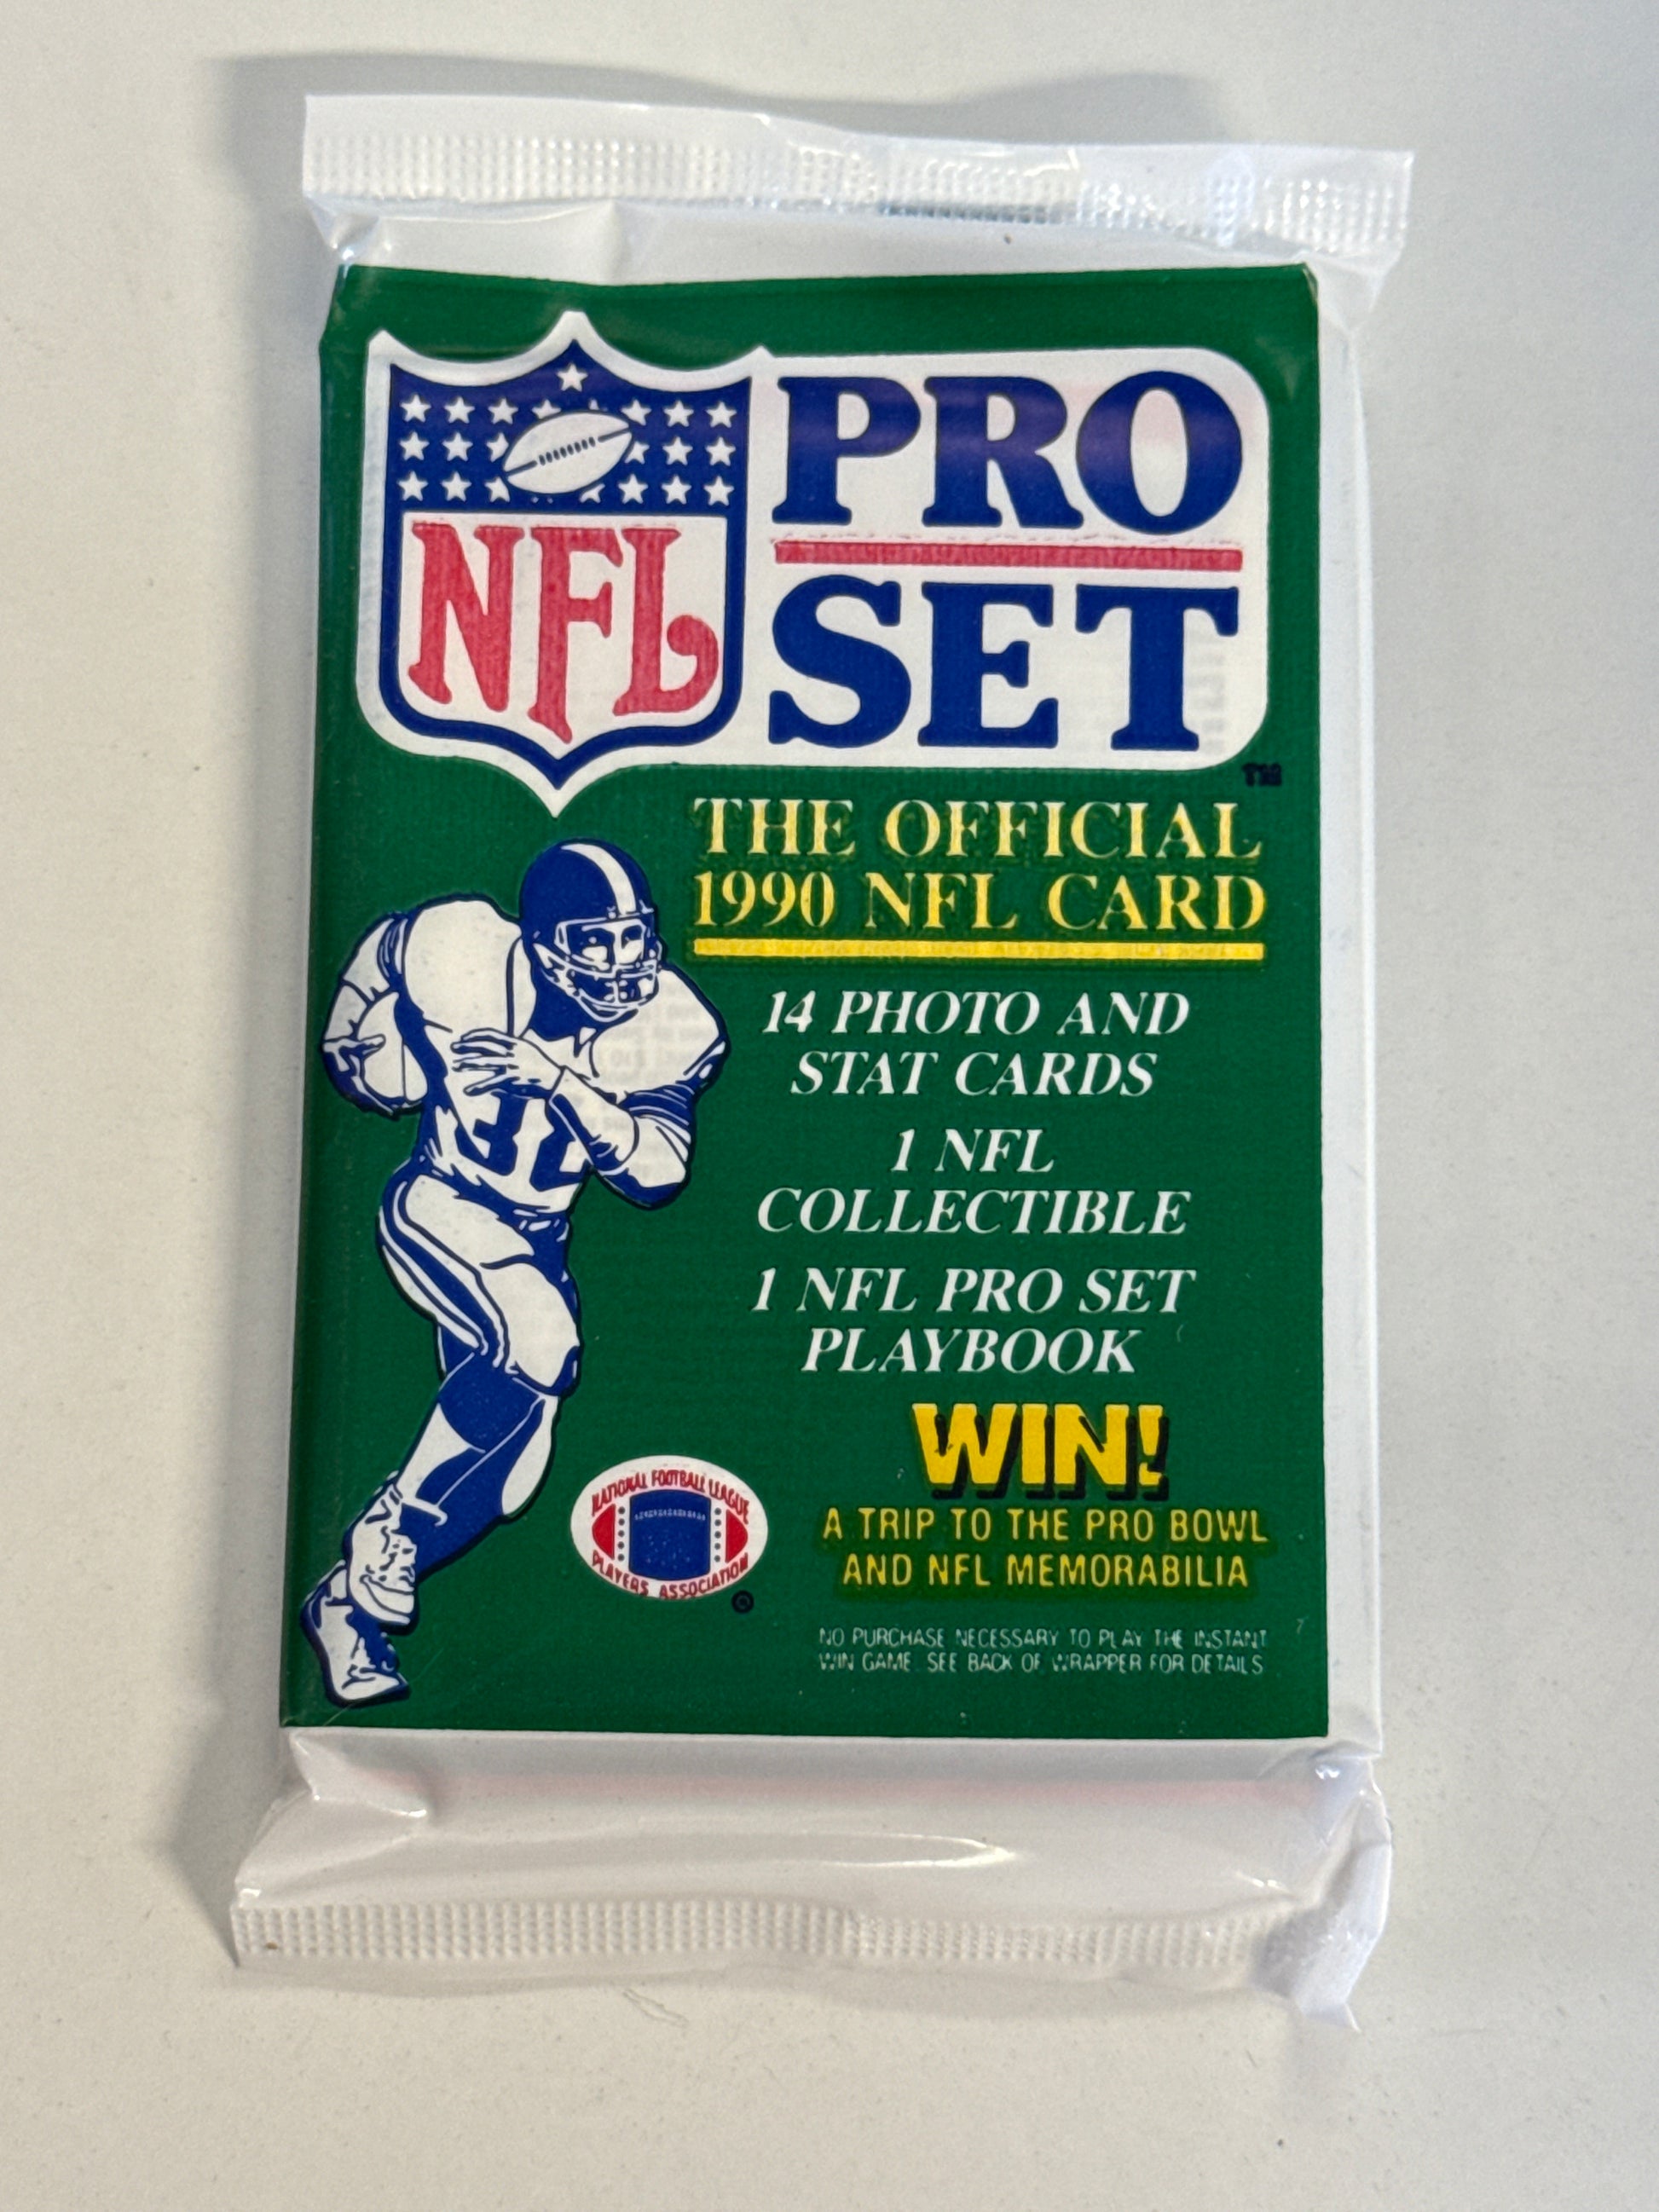 NFL
PRO
SET
TM
THE OFFICIAL
1990 NFL CARD
14 PHOTO AND
STAT CARDS
1 NFL
COLLECTIBLE
1 NFL PRO SET
PLAYBOOK
WIN!
A TRIP TO THE PRO BOWL
AND NFL MEMORABILIA
NO PURCHASE NECESSARY TO PLAY THE INSTANT
WIN GAME. SEE BACK OF WRAPPER FOR DETAILS
NATIONAL FOOTBALL LEAGUE
PLAYERS ASSOCIATION
®